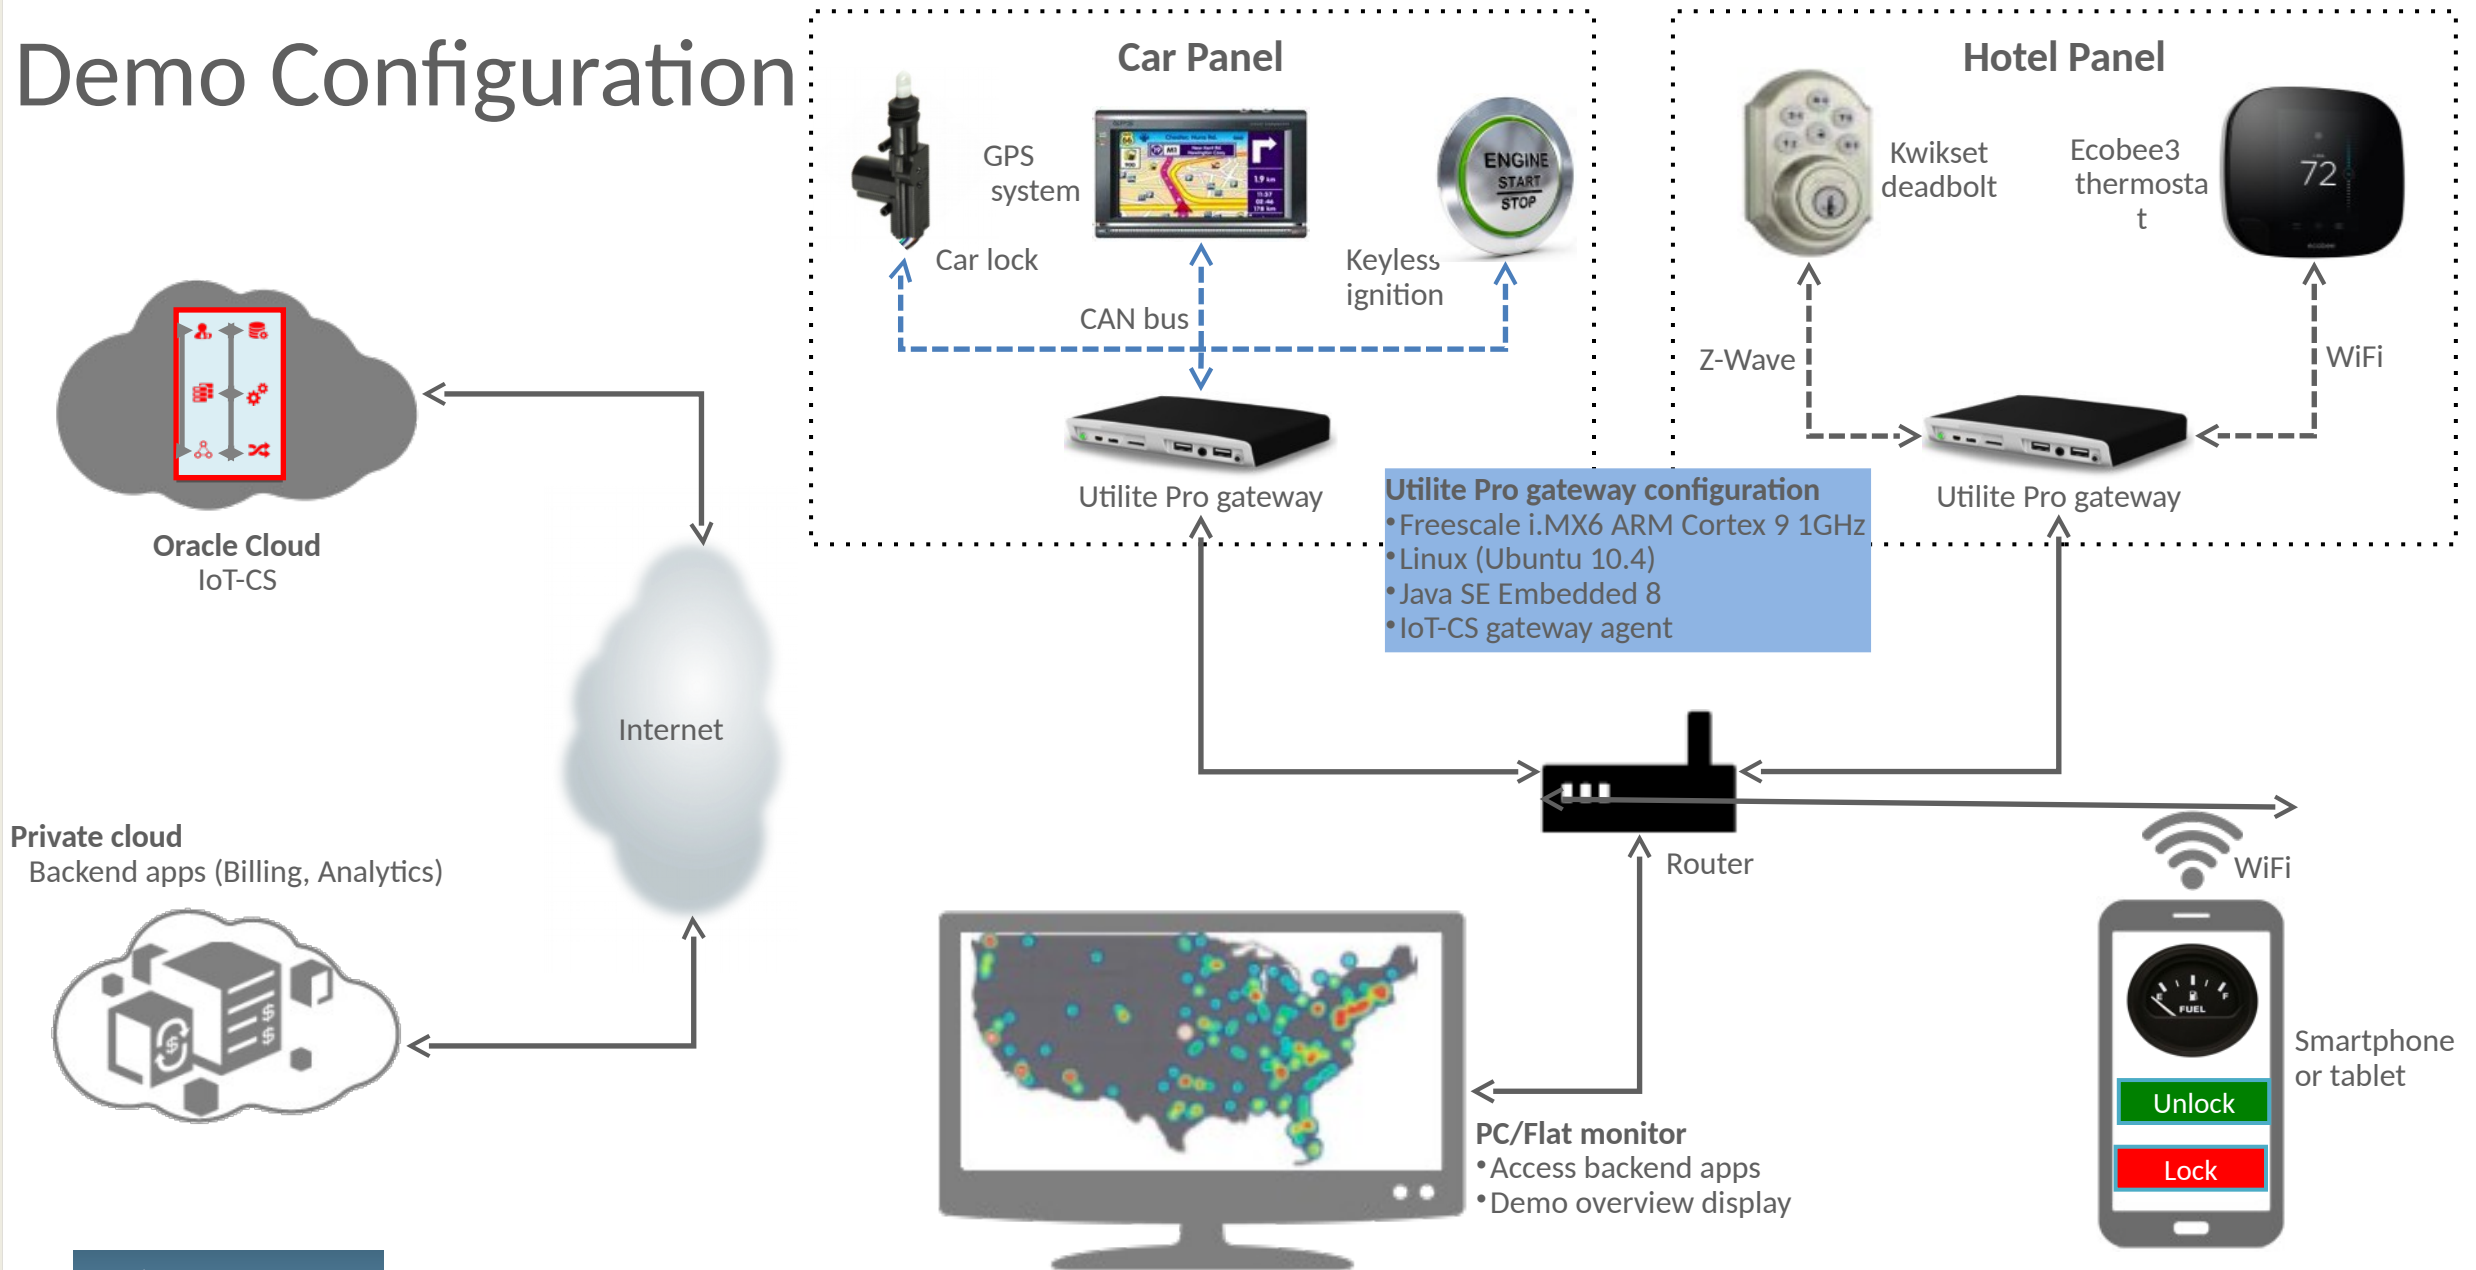 Demo Configuration
Car Panel
GPS
system
Car lock
ENGINE
START
STOP
Keyless
ignition
CAN bus
Utilite Pro gateway
Hotel Panel
Kwikset
deadbolt
Ecobee3
thermosta
t
72
ecobee
Z-Wave
WiFi
Utilite Pro gateway
Utilite Pro gateway configuration
•Freescale i.MX6 ARM Cortex 9 1GHz
•Linux (Ubuntu 10.4)
•Java SE Embedded 8
•IoT-CS gateway agent
Oracle Cloud
IoT-CS
Internet
Private cloud
Backend apps (Billing, Analytics)
Router
WiFi
PC/Flat monitor
•Access backend apps
•Demo overview display
E
F
FUEL
Unlock
Lock
Smartphone
or tablet